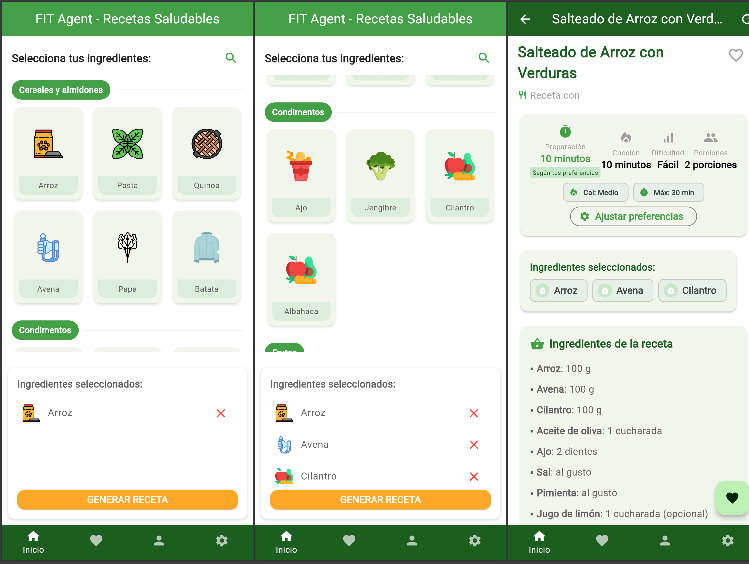 FIT Agent - Recetas Saludables
Selecciona tus Ingredientes:
Cereales y almidones
Arroz
Pasta
Quinoa
Avena
Papa
Batata
Condimentos
Ingredientes seleccionados:
Arroz
GENERAR RECETA
Inicio
FIT Agent - Recetas Saludables
Selecciona tus Ingredientes:
Condimentos
Ajo
Jengibre
Cilantro
Albahaca
Ingredientes seleccionados:
Arroz
Avena
Cilantro
GENERAR RECETA
Inicio
Salteado de Arroz con Verd...
Salteado de Arroz con
Verduras
Receta con
Preparación
10 minutos
Según tus preferencias
Cocción
10 minutos
Dificultad
Fácil
Porciones
2 porciones
Cal: Medio
Máx: 30 min
Ajustar preferencias
Ingredientes seleccionados:
Arroz
Avena
Cilantro
Ingredientes de la receta
• Arroz: 100 g
• Avena: 100 g
• Cilantro: 100 g
• Aceite de oliva: 1 cucharada
• Ajo: 2 dientes
• Sal: al gusto
• Pimienta: al gusto
• Jugo de limón: 1 cucharada (opcional)
Inicio